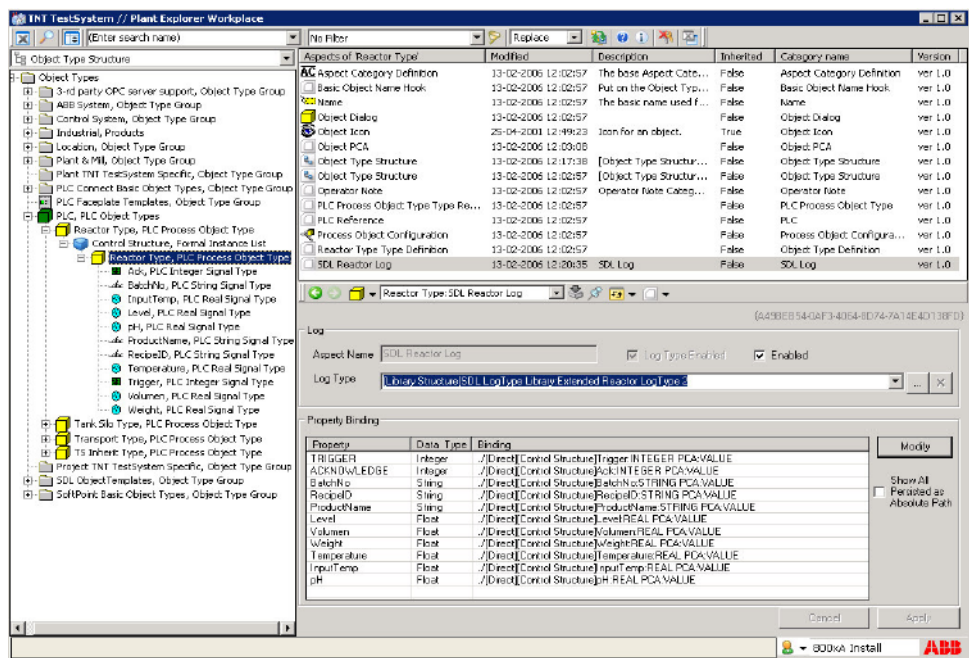 TNT TestSystem // Plant Explorer Workplace
(Enter search name)
No Filter
Replace
Object Type Structure
Object Types
3-rd party OPC server support, Object Type Group
ABB System, Object Type Group
Control System, Object Type Group
Industrial, Products
Location, Object Type Group
Plant & Mill, Object Type Group
Plant TNT TestSystem Specific, Object Type Group
PLC Connect Basic Object Types, Object Type Group
PLC Faceplate Templates, Object Type Group
PLC, PLC Object Types
Reactor Type, PLC Process Object Type
Control Structure, Formal Instance List
Reactor Type, PLC Process Object Type
Ack, PLC Integer Signal Type
BatchNo, PLC String Signal Type
InputTemp, PLC Real Signal Type
Level, PLC Real Signal Type
pH, PLC Real Signal Type
ProductName, PLC String Signal Type
RecipeID, PLC String Signal Type
Temperature, PLC Real Signal Type
Trigger, PLC Integer Signal Type
Volumen, PLC Real Signal Type
Weight, PLC Real Signal Type
Tank Silo Type, PLC Process Object Type
Transport Type, PLC Process Object Type
TS Inherit Type, PLC Process Object Type
Project TNT TestSystem Specific, Object Type Group
SDL ObjectTemplates, Object Type Group
SoftPoint Basic Object Types, Object Type Group
Aspects of 'Reactor Type' Modified Description Inherited Category name Version
Aspect Category Definition 13-02-2006 12:02:57 The base Aspect Cate... False Aspect Category Definition ver 1.0
Basic Object Name Hook 13-02-2006 12:02:57 Put on the Object Typ... False Basic Object Name Hook ver 1.0
Name 13-02-2006 12:02:57 The basic name used f... False Name ver 1.0
Object Dialog 13-02-2006 12:02:57 False Object Dialog ver 1.0
Object Icon 25-04-2001 12:49:23 Icon for an object. True Object Icon ver 1.0
Object PCA 13-02-2006 12:03:08 False Object PCA ver 1.0
Object Type Structure 13-02-2006 12:17:38 [Object Type Structur... False Object Type Structure ver 1.0
Object Type Structure 13-02-2006 12:02:57 [Object Type Structur... False Object Type Structure ver 1.0
Operator Note 13-02-2006 12:02:57 Operator Note Categ... False Operator Note ver 1.0
PLC Process Object Type Type Re... 13-02-2006 12:02:57 False PLC Process Object Type ver 1.0
PLC Reference 13-02-2006 12:02:57 False PLC ver 1.0
Process Object Configuration 13-02-2006 12:02:57 False Process Object Configura... ver 1.0
Reactor Type Type Definition 13-02-2006 12:02:57 False Object Type Definition ver 1.0
SDL Reactor Log 13-02-2006 12:20:35 SDL Log False SDL Log ver 1.0
Reactor Type:SDL Reactor Log
Log
Aspect Name SDL Reactor Log Log Type Enabled Enabled
Log Type [Library Structure]SDL LogType Library Extended Reactor LogType 2 ...
Property Binding
Property Data Type Binding
TRIGGER Integer ./[Direct][Control Structure]Trigger:INTEGER PCA:VALUE
ACKNOWLEDGE Integer ./[Direct][Control Structure]Ack:INTEGER PCA:VALUE
BatchNo String ./[Direct][Control Structure]BatchNo:STRING PCA:VALUE
RecipeID String ./[Direct][Control Structure]RecipeID:STRING PCA:VALUE
ProductName String ./[Direct][Control Structure]ProductName:STRING PCA:VALUE
Level Float ./[Direct][Control Structure]Level:REAL PCA:VALUE
Volumen Float ./[Direct][Control Structure]Volumen:REAL PCA:VALUE
Weight Float ./[Direct][Control Structure]Weight:REAL PCA:VALUE
Temperature Float ./[Direct][Control Structure]Temperature:REAL PCA:VALUE
InputTemp Float ./[Direct][Control Structure]InputTemp:REAL PCA:VALUE
pH Float ./[Direct][Control Structure]pH:REAL PCA:VALUE
Modify
Show All
Persisted as
Absolute Path
Cancel Apply
800xA Install
ABB